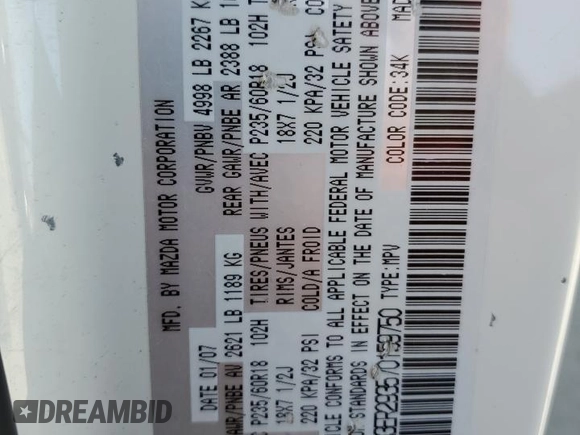 MFD. BY MAZDA MOTOR CORPORATION
DATE 01/07 GVWR/PNBV 4998 LB 2267 K
GAWR/PNBE AV 2621 LB 1189 KG REAR GAWR/PNBE AR 2388 LB
P235/60R18 102H TIRES/PNEUS WITH/AVEC P235/60R18 102H
18X7 1/2J RIMS/JANTES 18X7 1/2J
220 KPA/32 PSI COLD/A FROID 220 KPA/32 PSI CO
CLE CONFORMS TO ALL APPLICABLE FEDERAL MOTOR VEHICLE SAFETY
STANDARDS IN EFFECT ON THE DATE OF MANUFACTURE SHOWN ABOVE
TYPE:MPV COLOR CODE:34K MAD
DREAMBID